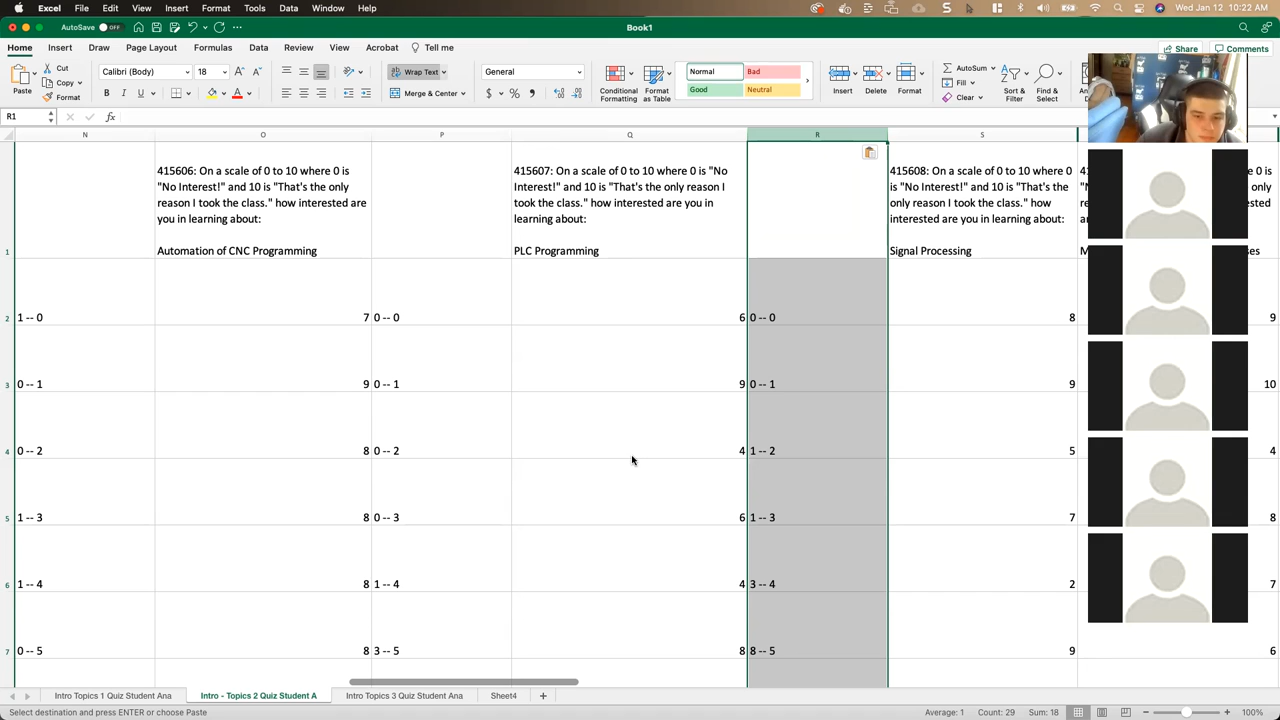 Excel File Edit View Insert Format Tools Data Window Help Wed Jan 12 10:22 AM
AutoSave OFF Book1
Home Insert Draw Page Layout Formulas Data Review View Acrobat Tell me Share Comments
Paste Cut Copy Format Calibri (Body) 18 Wrap Text Merge & Center General Conditional Formatting Format as Table Normal Bad Good Neutral Insert Delete Format AutoSum Fill Clear Sort & Filter Find & Select
R1 fx
N O P Q R S
415606: On a scale of 0 to 10 where 0 is
"No Interest!" and 10 is "That's the only
reason I took the class." how interested are
you in learning about:
Automation of CNC Programming
415607: On a scale of 0 to 10 where 0 is "No
Interest!" and 10 is "That's the only reason I
took the class." how interested are you in
learning about:
PLC Programming
415608: On a scale of 0 to 10 where 0
is "No Interest!" and 10 is "That's the
only reason I took the class." how
interested are you in learning about:
Signal Processing
1
2 1 -- 0 7 0 -- 0 6 0 -- 0 8 9
3 0 -- 1 9 0 -- 1 9 0 -- 1 9 10
4 0 -- 2 8 0 -- 2 4 1 -- 2 5 4
5 1 -- 3 8 0 -- 3 6 1 -- 3 7 8
6 1 -- 4 8 1 -- 4 4 3 -- 4 2 7
7 0 -- 5 8 3 -- 5 8 8 -- 5 9 6
Intro Topics 1 Quiz Student Ana Intro - Topics 2 Quiz Student A Intro Topics 3 Quiz Student Ana Sheet4 +
Select destination and press ENTER or choose Paste Average: 1 Count: 29 Sum: 18 100%